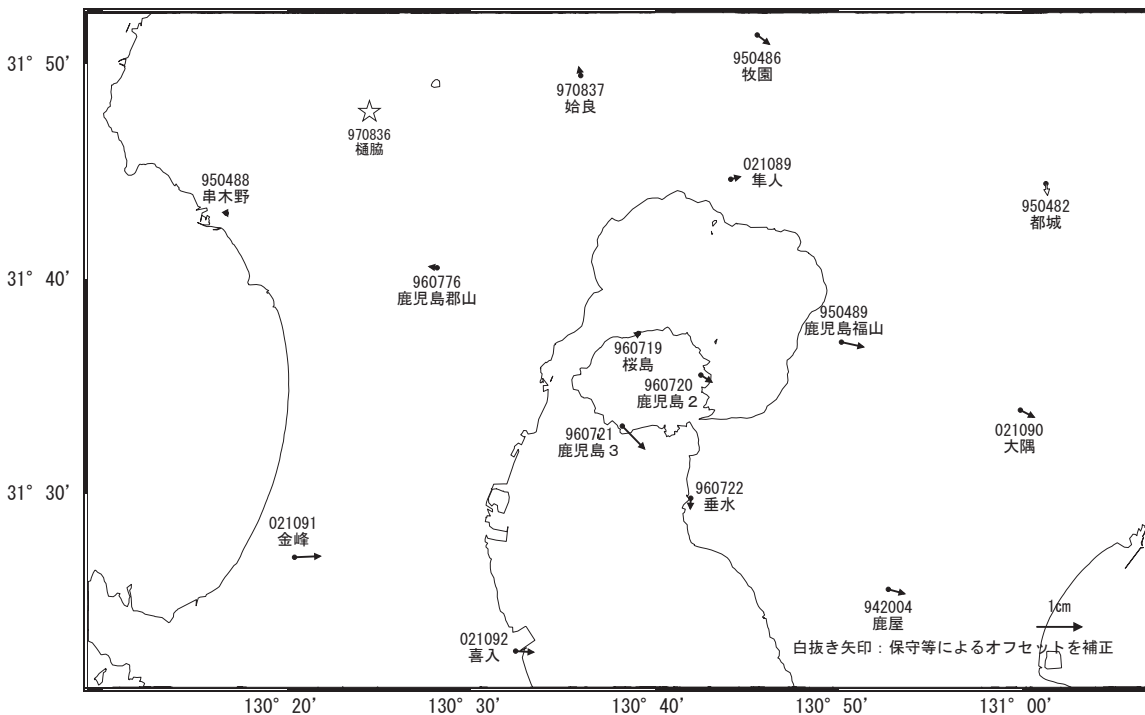 31° 50′
31° 40′
31° 30′
950486
牧園
970837
姶良
970836
樋脇
021089
隼人
950488
串木野
950482
都城
960776
鹿児島郡山
950489
鹿児島福山
960719
桜島
960720
鹿児島２
960721
鹿児島３
021090
大隅
960722
垂水
021091
金峰
942004
鹿屋
1cm
021092
喜入
白抜き矢印：保守等によるオフセットを補正
130° 20′
130° 30′
130° 40′
130° 50′
131° 00′